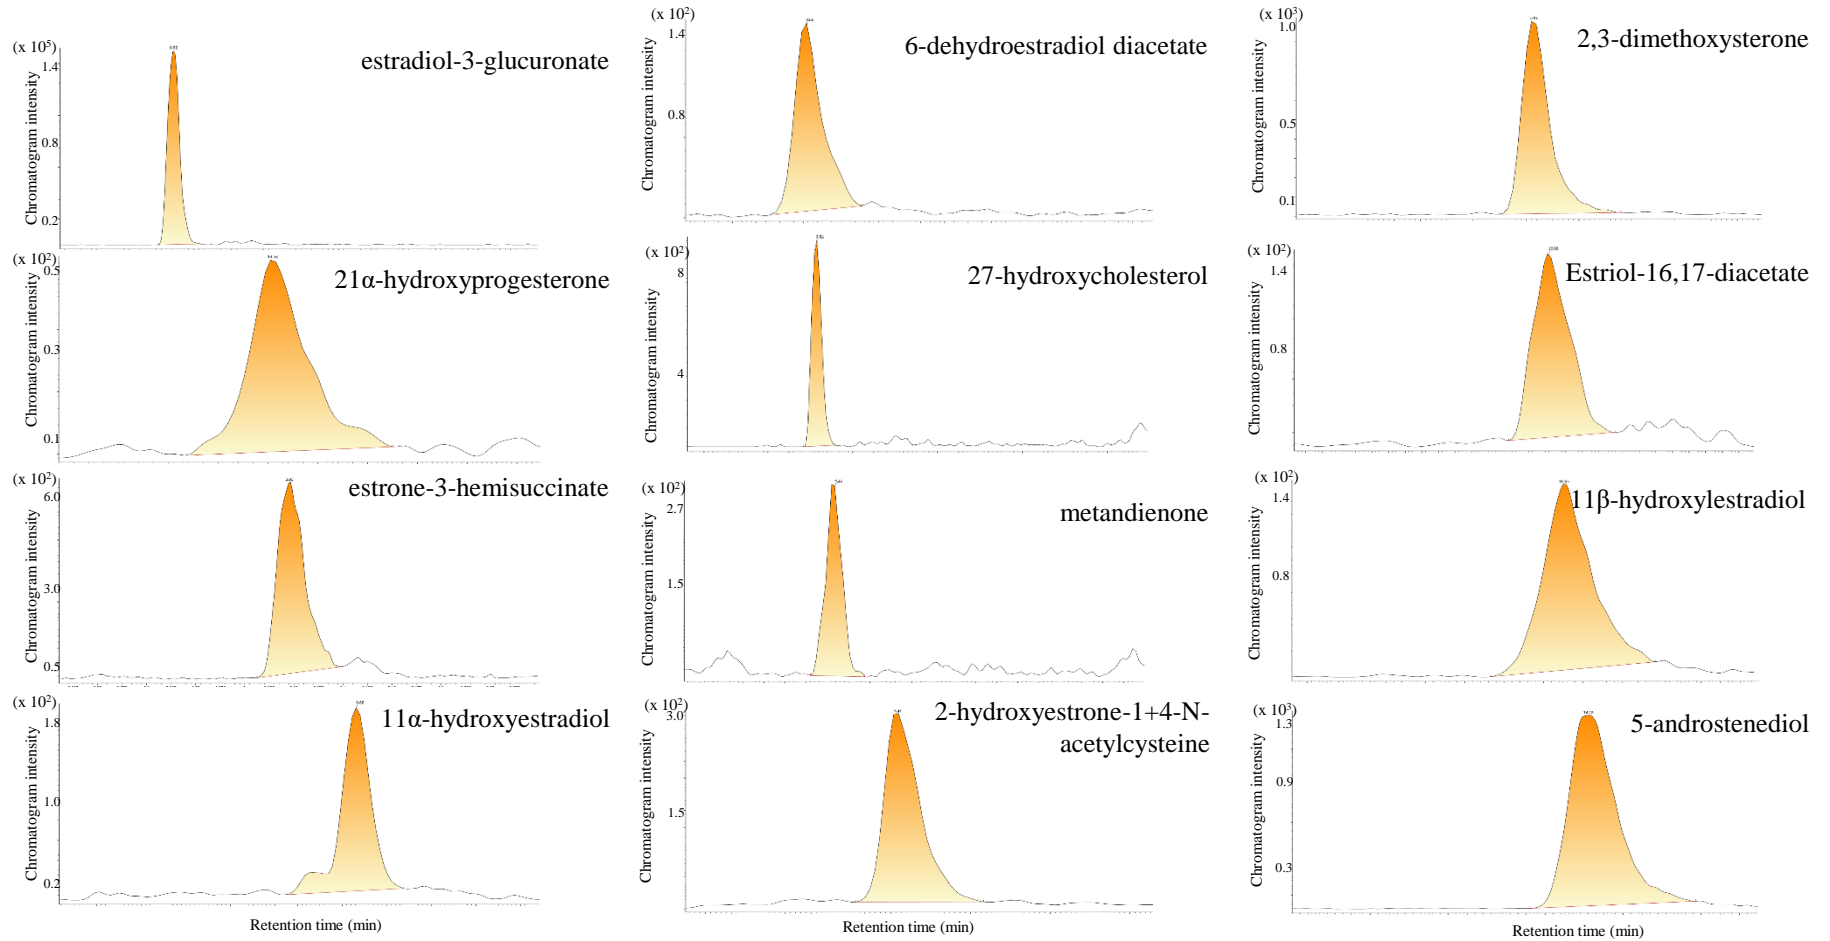 (x 10⁵)
estradiol-3-glucuronate
1.4
0.8
0.2
Chromatogram intensity
(x 10²)
6-dehydroestradiol diacetate
1.4
0.8
Chromatogram intensity
(x 10³)
2,3-dimethoxysterone
1.0
0.5
0.1
Chromatogram intensity
(x 10²)
21α-hydroxyprogesterone
0.5
0.3
0.1
Chromatogram intensity
(x 10²)
27-hydroxycholesterol
8
4
Chromatogram intensity
(x 10²)
Estriol-16,17-diacetate
1.4
0.8
Chromatogram intensity
(x 10²)
estrone-3-hemisuccinate
6.0
3.0
0.5
Chromatogram intensity
(x 10²)
metandienone
2.7
1.5
Chromatogram intensity
(x 10²)
11β-hydroxylestradiol
1.4
0.8
Chromatogram intensity
(x 10²)
11α-hydroxyestradiol
1.8
1.0
0.2
Chromatogram intensity
Retention time (min)
(x 10²)
2-hydroxyestrone-1+4-N-
acetylcysteine
3.0
1.5
Chromatogram intensity
Retention time (min)
(x 10³)
5-androstenediol
1.3
0.9
0.3
Chromatogram intensity
Retention time (min)